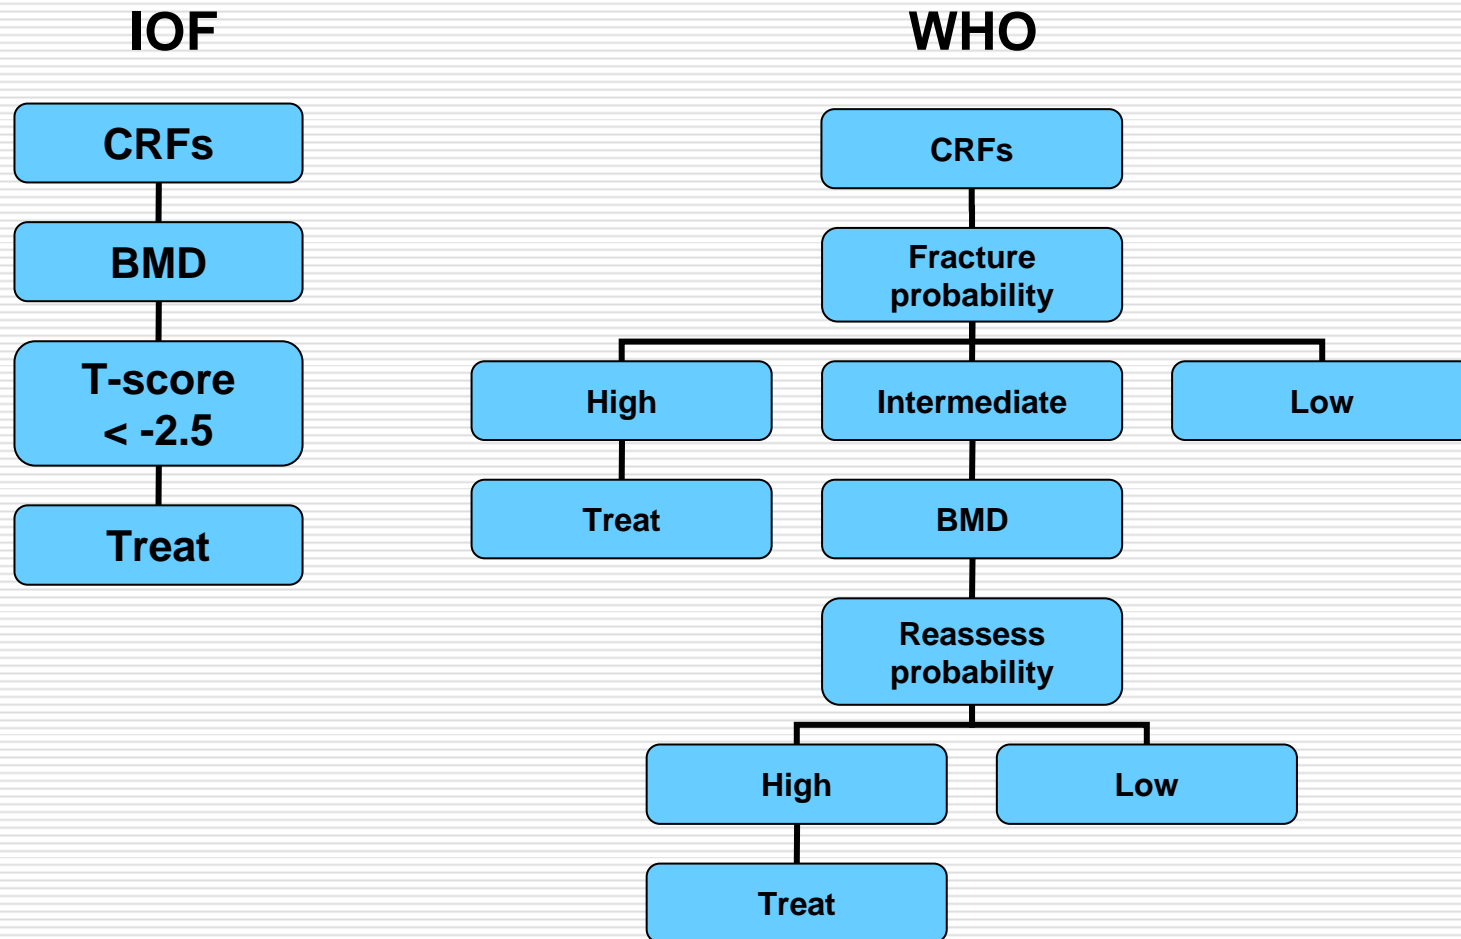 IOF
CRFs
BMD
T-score
< -2.5
Treat
WHO
CRFs
Fracture
probability
High
Intermediate
Low
Treat
BMD
Reassess
probability
High
Low
Treat